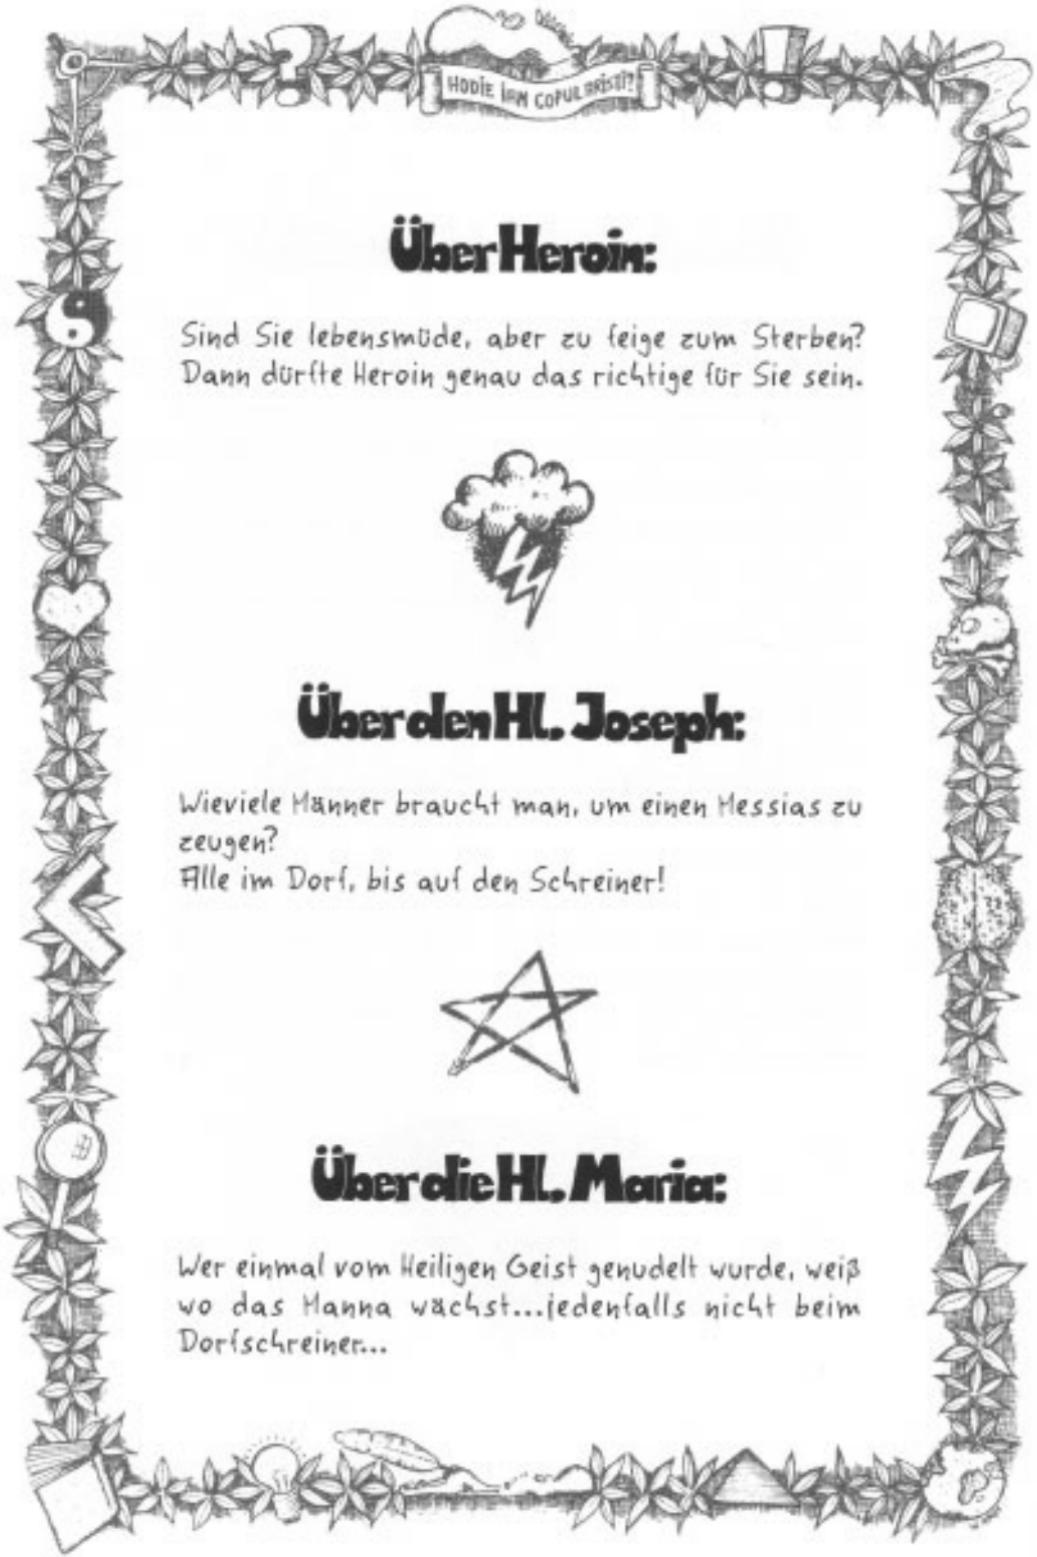 HODIE IAM COPULARISTI?
Über Heroin:
Sind Sie lebensmüde, aber zu feige zum Sterben?
Dann dürfte Heroin genau das richtige für Sie sein.
Über den Hl. Joseph:
Wieviele Männer braucht man, um einen Messias zu
zeugen?
Alle im Dorf, bis auf den Schreiner!
Über die Hl. Maria:
Wer einmal vom Heiligen Geist genudelt wurde, weiß
wo das Manna wächst...jedenfalls nicht beim
Dorfschreiner...